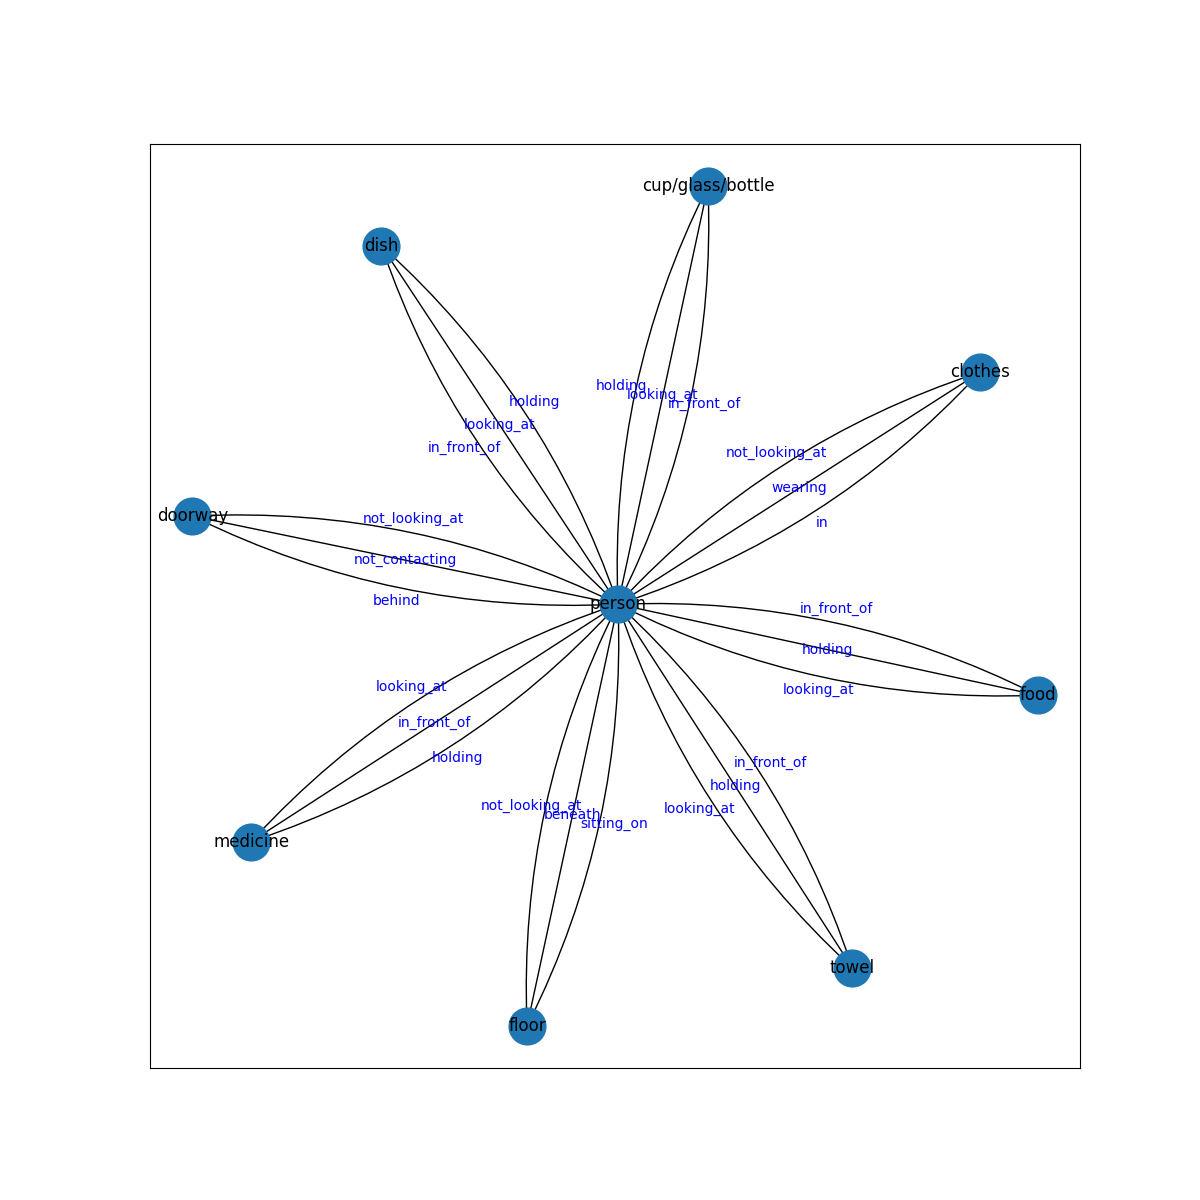 cup/glass/bottle
dish
clothes
holding
looking_at
in_front_of
holding
looking_at
in_front_of
not_looking_at
wearing
in
doorway
not_looking_at
not_contacting
behind
person
in_front_of
holding
looking_at
food
looking_at
in_front_of
holding
medicine
not_looking_at
beneath
sitting_on
in_front_of
holding
looking_at
towel
floor